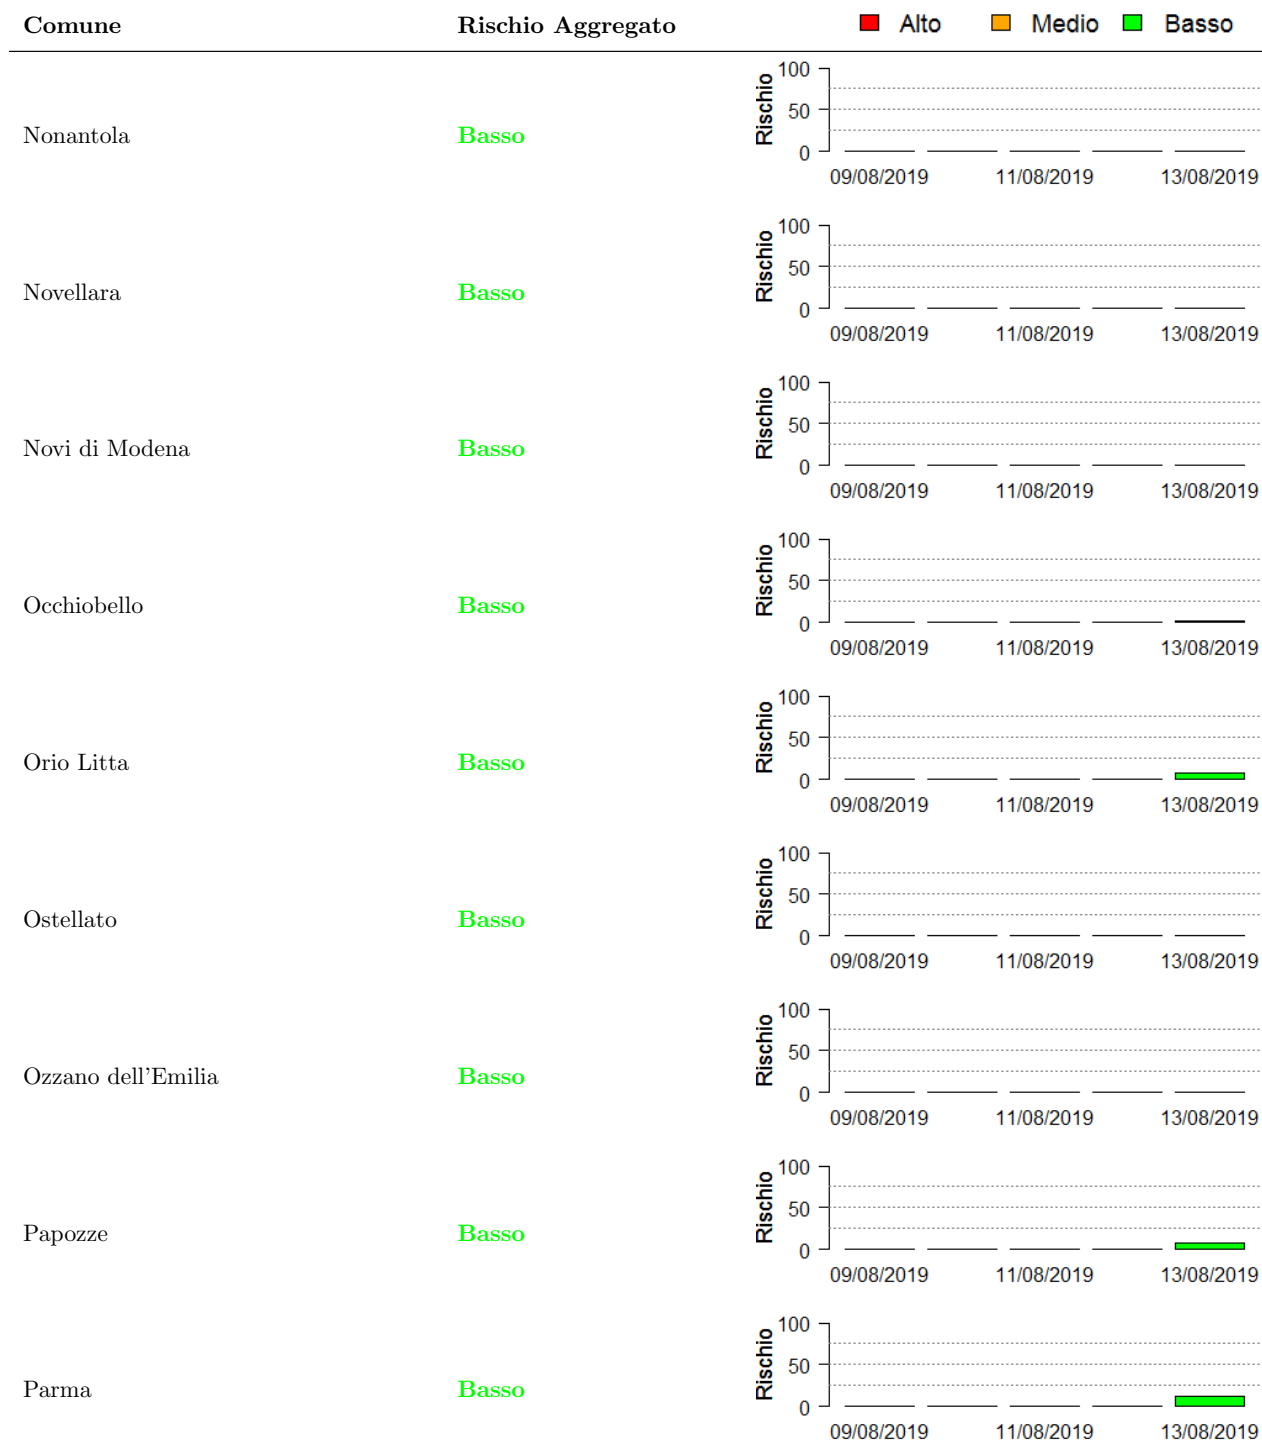 Comune Rischio Aggregato Alto Medio Basso
100
50
0
Rischio
Nonantola Basso
09/08/2019 11/08/2019 13/08/2019
100
50
0
Rischio
Novellara Basso
09/08/2019 11/08/2019 13/08/2019
100
50
0
Rischio
Novi di Modena Basso
09/08/2019 11/08/2019 13/08/2019
100
50
0
Rischio
Occhiobello Basso
09/08/2019 11/08/2019 13/08/2019
100
50
0
Rischio
Orio Litta Basso
09/08/2019 11/08/2019 13/08/2019
100
50
0
Rischio
Ostellato Basso
09/08/2019 11/08/2019 13/08/2019
100
50
0
Rischio
Ozzano dell'Emilia Basso
09/08/2019 11/08/2019 13/08/2019
100
50
0
Rischio
Papozze Basso
09/08/2019 11/08/2019 13/08/2019
100
50
0
Rischio
Parma Basso
09/08/2019 11/08/2019 13/08/2019